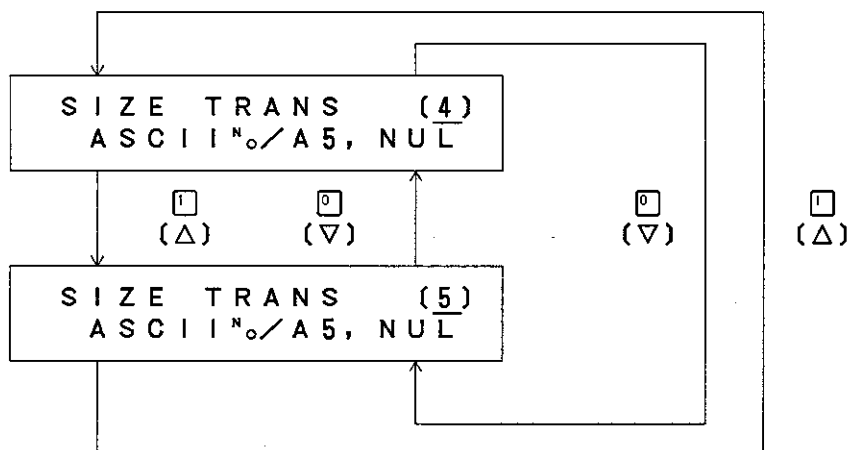 SIZE TRANS (4)
ASCII№/A5, NUL
1 0 0 1
(△) (▽) (▽) (△)
SIZE TRANS (5)
ASCII№/A5, NUL